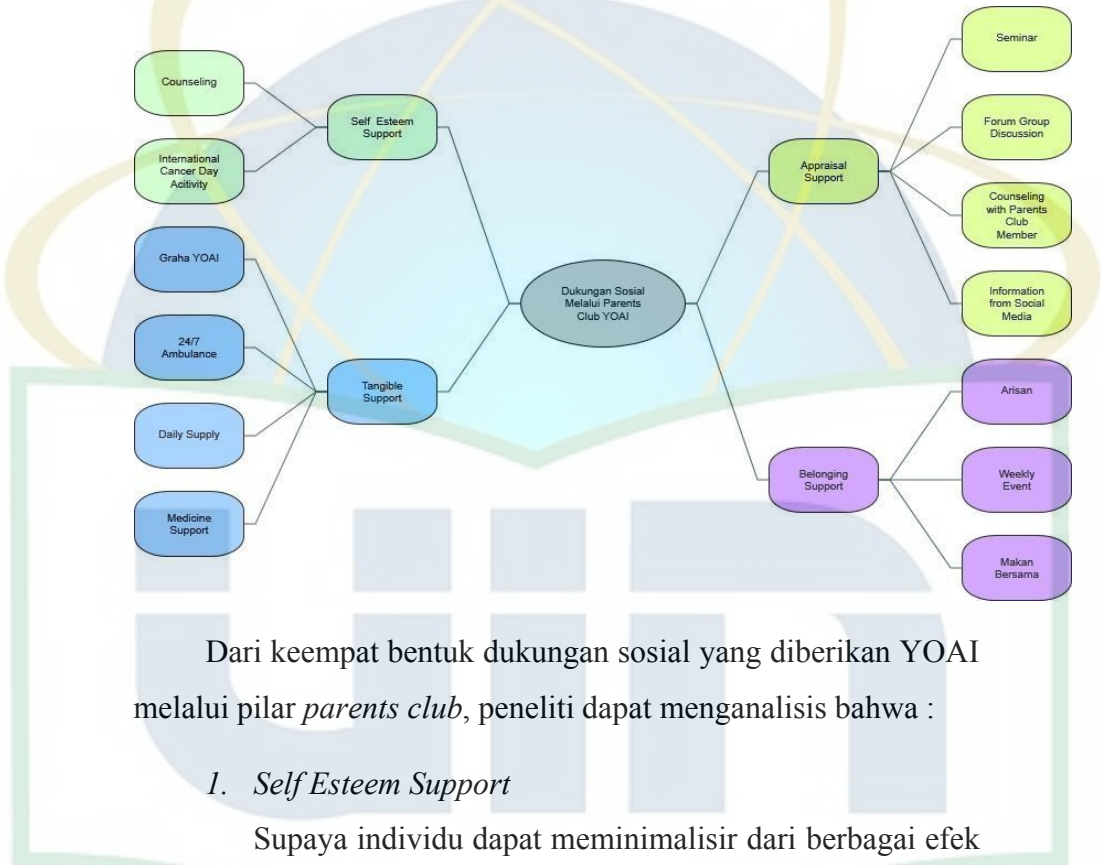 Counseling
International
Cancer Day
Acitivity
Self Esteem
Support
Graha YOAI
24/7
Ambulance
Daily Supply
Medicine
Support
Tangible
Support
Dukungan Sosial
Melalui Parents
Club YOAI
Appraisal
Support
Seminar
Forum Group
Discussion
Counseling
with Parents
Club
Member
Information
from Social
Media
Belonging
Support
Arisan
Weekly
Event
Makan
Bersama
uin
Dari keempat bentuk dukungan sosial yang diberikan YOAI
melalui pilar parents club, peneliti dapat menganalisis bahwa :
1. Self Esteem Support
Supaya individu dapat meminimalisir dari berbagai efek